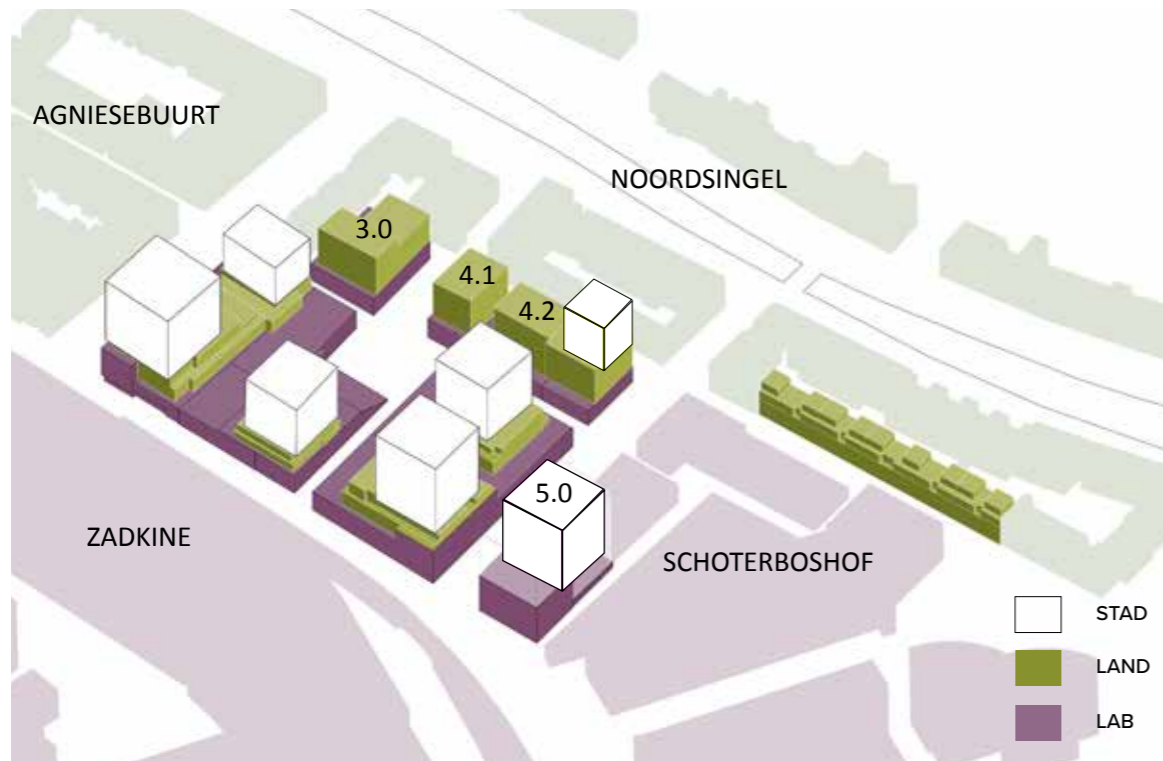 AGNIESEBUURT
NOORDSINGEL
3.0
4.1
4.2
5.0
ZADKINE
SCHOTERBOSHOF
STAD
LAND
LAB